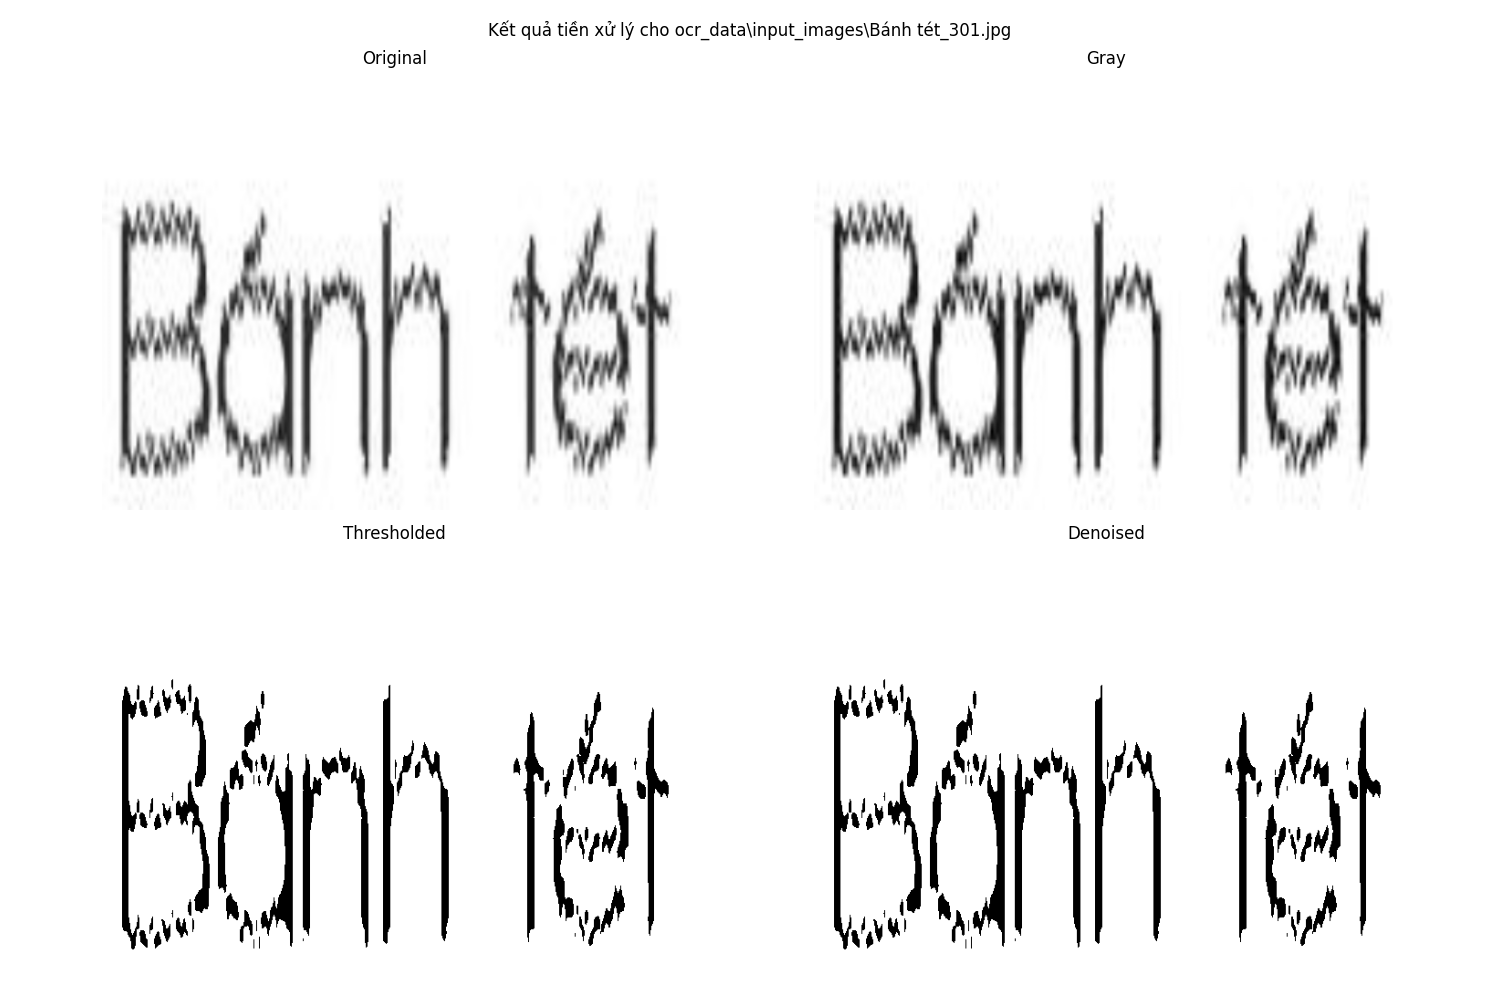 Kết quả tiền xử lý cho ocr_data\input_images\Bánh tét_301.jpg
Original
Gray
Bánh tét
Bánh tét
Thresholded
Denoised
Bánh tét
Bánh tét